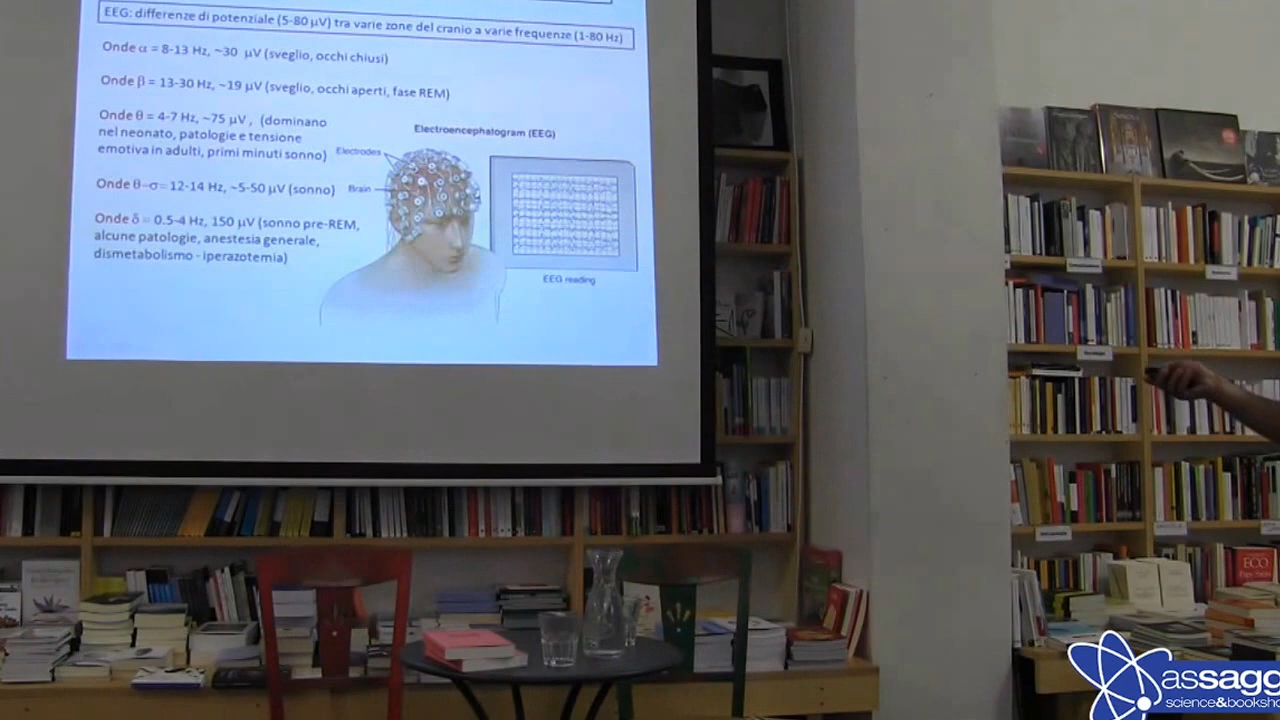 EEG: differenze di potenziale (5-80 µV) tra varie zone del cranio a varie frequenze (1-80 Hz)
Onde α = 8-13 Hz, ~30 µV (sveglio, occhi chiusi)
Onde β = 13-30 Hz, ~19 µV (sveglio, occhi aperti, fase REM)
Onde θ = 4-7 Hz, ~75 µV , (dominano
nel neonato, patologie e tensione
emotiva in adulti, primi minuti sonno)
Onde θ–σ= 12-14 Hz, ~5-50 µV (sonno)
Onde δ = 0.5-4 Hz, 150 µV (sonno pre-REM,
alcune patologie, anestesia generale,
dismetabolismo - iperazotemia)
Electroencephalogram (EEG)
Electrodes
Brain
EEG reading
ECO
assagg
science&booksho